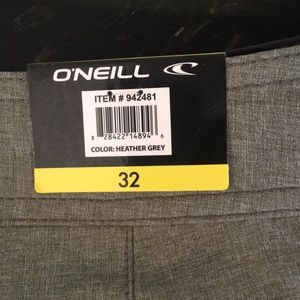 O'NEILL
ITEM # 942481
8 28422 14894 6
COLOR: HEATHER GREY
32